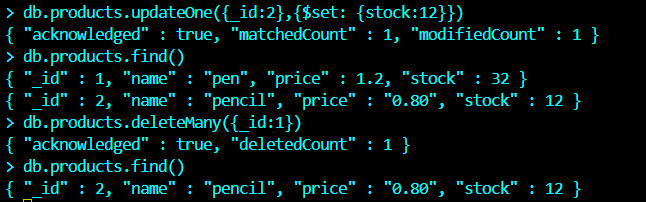 > db.products.updateOne({_id:2},{$set: {stock:12}})
{ "acknowledged" : true, "matchedCount" : 1, "modifiedCount" : 1 }
> db.products.find()
{ "_id" : 1, "name" : "pen", "price" : 1.2, "stock" : 32 }
{ "_id" : 2, "name" : "pencil", "price" : "0.80", "stock" : 12 }
> db.products.deleteMany({_id:1})
{ "acknowledged" : true, "deletedCount" : 1 }
> db.products.find()
{ "_id" : 2, "name" : "pencil", "price" : "0.80", "stock" : 12 }